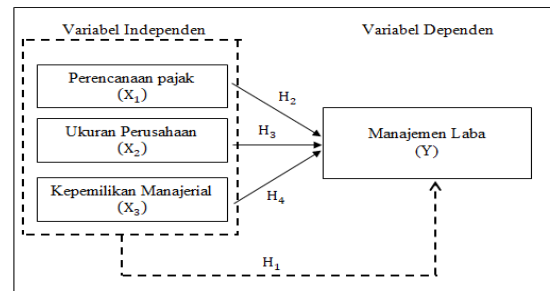 Variabel Independen
Variabel Dependen
Perencanaan pajak
(X₁)
H₂
Ukuran Perusahaan
(X₂)
H₃
Manajemen Laba
(Y)
Kepemilikan Manajerial
(X₃)
H₄
H₁